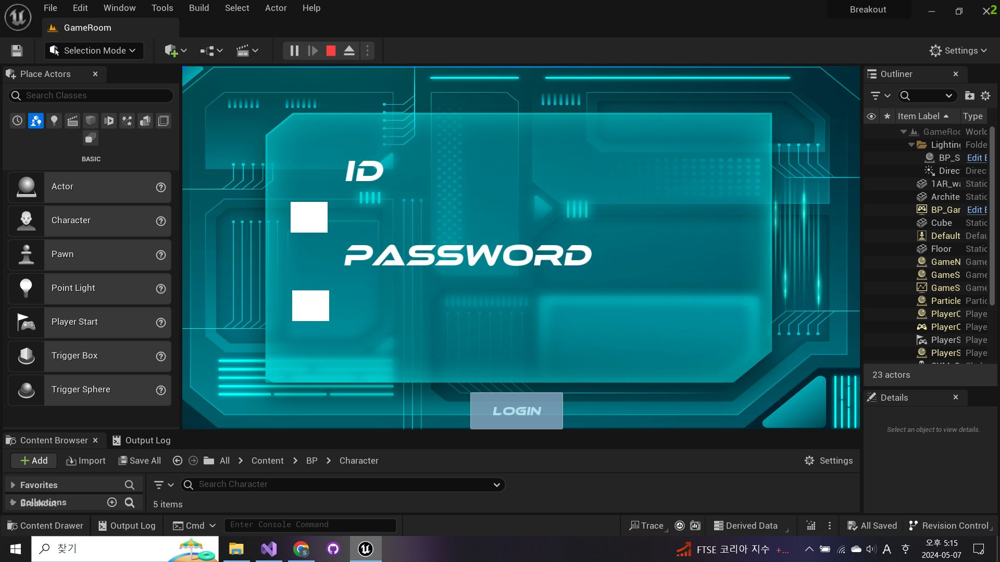 File Edit Window Tools Build Select Actor Help
Breakout
2
GameRoom
Selection Mode
Settings
Place Actors
Search Classes
BASIC
Actor
Character
Pawn
Point Light
Player Start
Trigger Box
Trigger Sphere
ID
PASSWORD
LOGIN
Outliner
Item Label Type
GameRoo World
Lighting Folde
BP_S Edit E
Direc Direc
1AR_wa Static
Archite Static
BP_Gar Edit E
Cube Static
Default Defau
Floor Static
GameN Game
GameS Game
GameS Game
Particle Partic
PlayerC Playe
PlayerC Playe
PlayerS Playe
PlayerS Playe
23 actors
Details
Select an object to view details.
Content Browser Output Log
Add Import Save All All Content BP Character Settings
Favorites
Search Character
Collections
Breakout
5 items
Content Drawer Output Log Cmd Enter Console Command Trace Derived Data All Saved Revision Control
찾기
FTSE 코리아 지수 +...
A
오후 5:15
2024-05-07